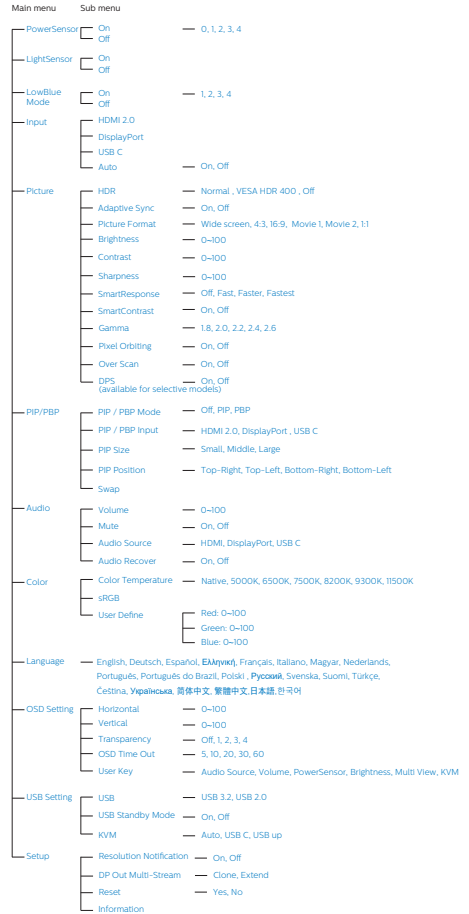 Main menu Sub menu
PowerSensor On 0, 1, 2, 3, 4
Off
LightSensor On
Off
LowBlue Mode On 1, 2, 3, 4
Off
Input HDMI 2.0
DisplayPort
USB C
Auto On, Off
Picture HDR Normal , VESA HDR 400 , Off
Adaptive Sync On, Off
Picture Format Wide screen, 4:3, 16:9, Movie 1, Movie 2, 1:1
Brightness 0~100
Contrast 0~100
Sharpness 0~100
SmartResponse Off, Fast, Faster, Fastest
SmartContrast On, Off
Gamma 1.8, 2.0, 2.2, 2.4, 2.6
Pixel Orbiting On, Off
Over Scan On, Off
DPS On, Off
(available for selective models)
PIP/PBP PIP / PBP Mode Off, PIP, PBP
PIP / PBP Input HDMI 2.0, DisplayPort , USB C
PIP Size Small, Middle, Large
PIP Position Top-Right, Top-Left, Bottom-Right, Bottom-Left
Swap
Audio Volume 0~100
Mute On, Off
Audio Source HDMI, DisplayPort, USB C
Audio Recover On, Off
Color Color Temperature Native, 5000K, 6500K, 7500K, 8200K, 9300K, 11500K
sRGB
User Define Red: 0~100
Green: 0~100
Blue: 0~100
Language English, Deutsch, Español, Ελληνική, Français, Italiano, Magyar, Nederlands,
Português, Português do Brazil, Polski , Русский, Svenska, Suomi, Türkçe,
Čeština, Українська, 简体中文, 繁體中文,日本語,한국어
OSD Setting Horizontal 0~100
Vertical 0~100
Transparency Off, 1, 2, 3, 4
OSD Time Out 5, 10, 20, 30, 60
User Key Audio Source, Volume, PowerSensor, Brightness, Multi View, KVM
USB Setting USB USB 3.2, USB 2.0
USB Standby Mode On, Off
KVM Auto, USB C, USB up
Setup Resolution Notification On, Off
DP Out Multi-Stream Clone, Extend
Reset Yes, No
Information